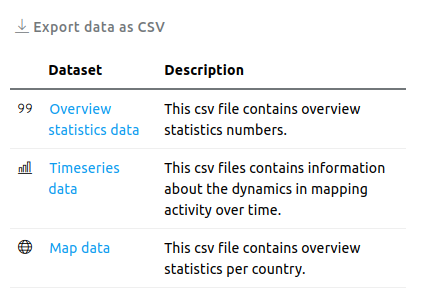 Export data as CSV
Dataset Description
99 Overview This csv file contains overview
statistics data statistics numbers.
Timeseries This csv files contains information
data about the dynamics in mapping
activity over time.
Map data This csv file contains overview
statistics per country.